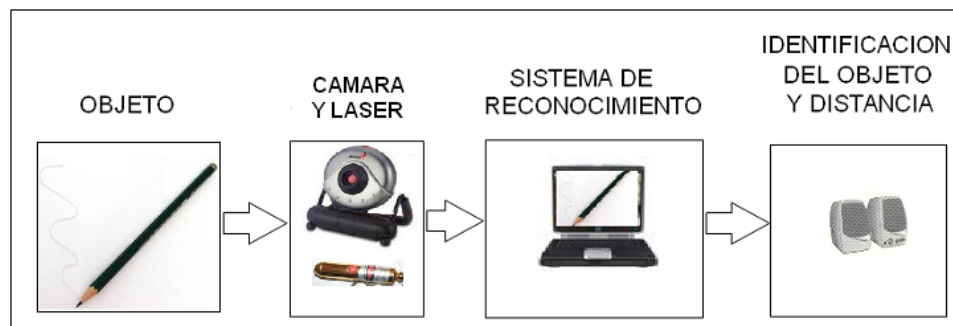 OBJETO
CAMARA
Y LASER
SISTEMA DE
RECONOCIMIENTO
IDENTIFICACION
DEL OBJETO
Y DISTANCIA